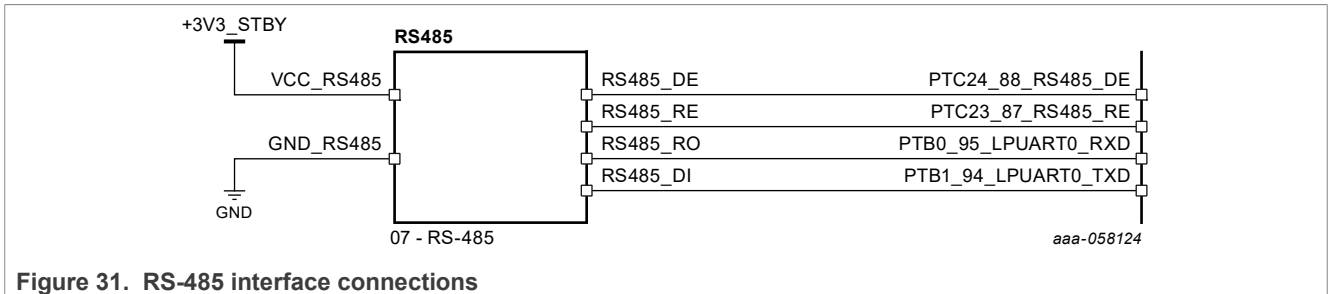 +3V3_STBY
RS485
VCC_RS485
RS485_DE
PTC24_88_RS485_DE
RS485_RE
PTC23_87_RS485_RE
GND_RS485
RS485_RO
PTB0_95_LPUART0_RXD
RS485_DI
PTB1_94_LPUART0_TXD
GND
07 - RS-485
aaa-058124
Figure 31. RS-485 interface connections